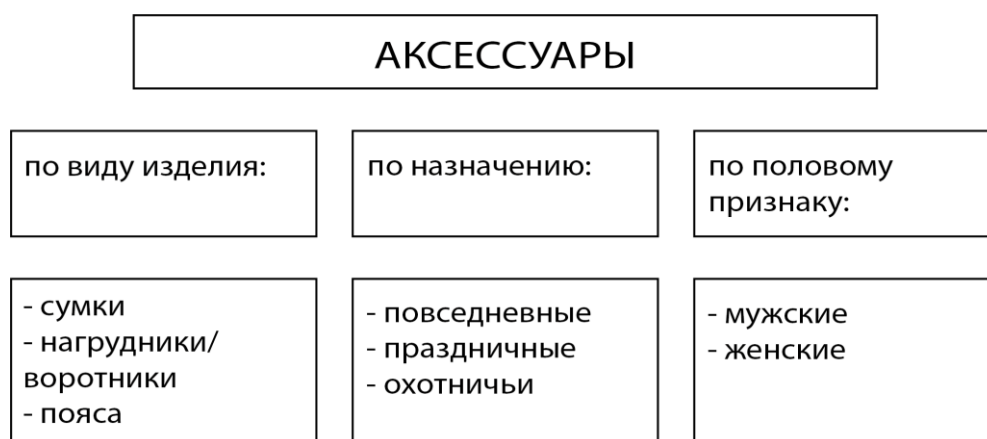 АКСЕССУАРЫ
по виду изделия:
по назначению:
по половому
признаку:
- сумки
- нагрудники/
воротники
- пояса
- повседневные
- праздничные
- охотничьи
- мужские
- женские